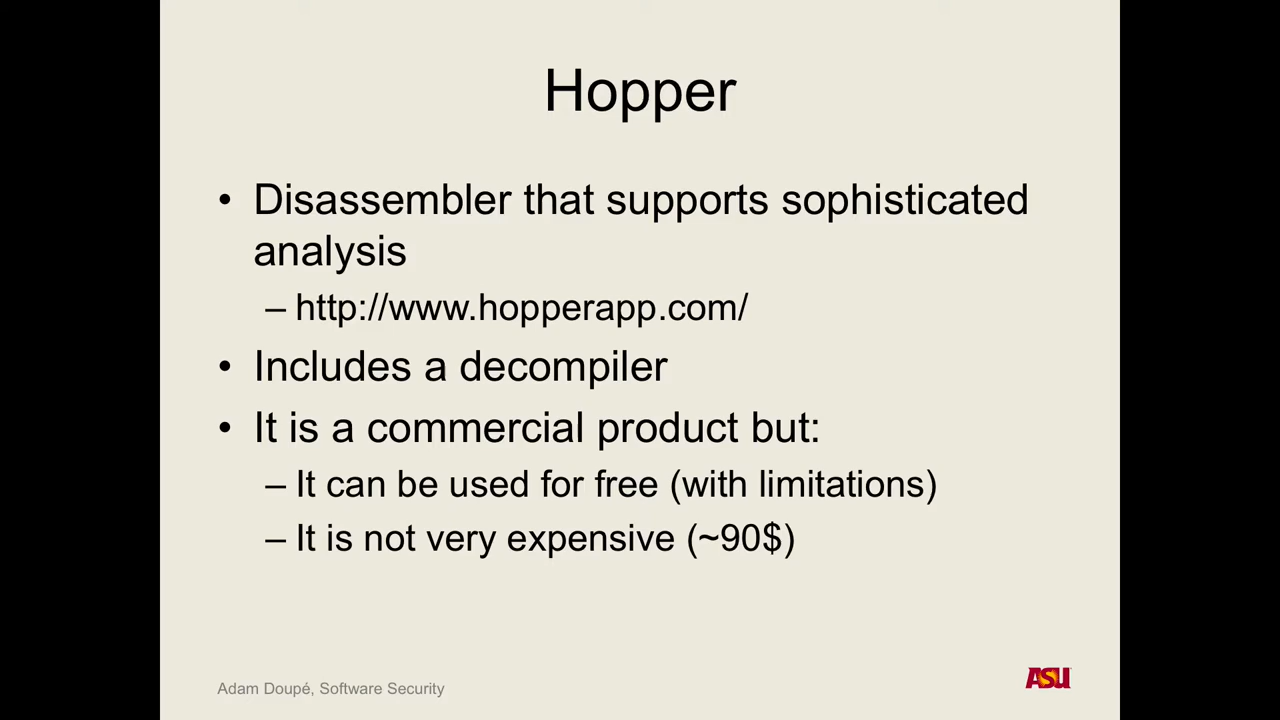 Hopper
• Disassembler that supports sophisticated
analysis
– http://www.hopperapp.com/
• Includes a decompiler
• It is a commercial product but:
– It can be used for free (with limitations)
– It is not very expensive (~90$)
Adam Doupé, Software Security
ASU